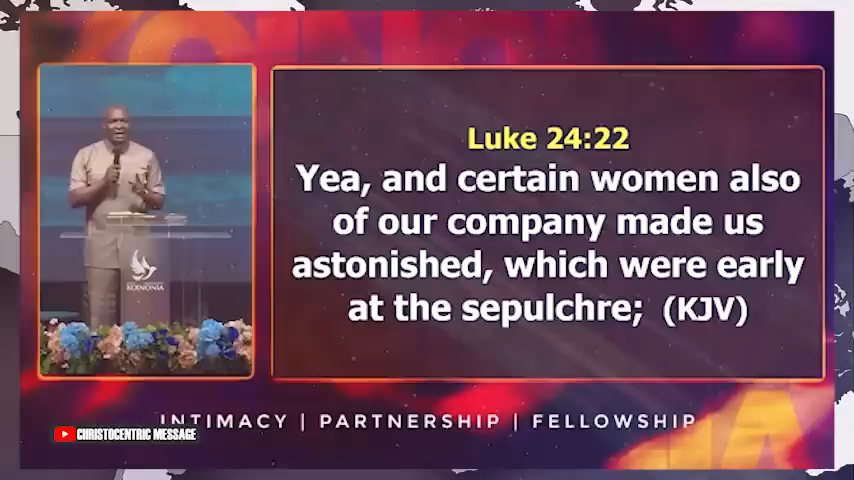 Luke 24:22
Yea, and certain women also
of our company made us
astonished, which were early
at the sepulchre; (KJV)
KOINONIA
INTIMACY | PARTNERSHIP | FELLOWSHIP
CHRISTOCENTRIC MESSAGE